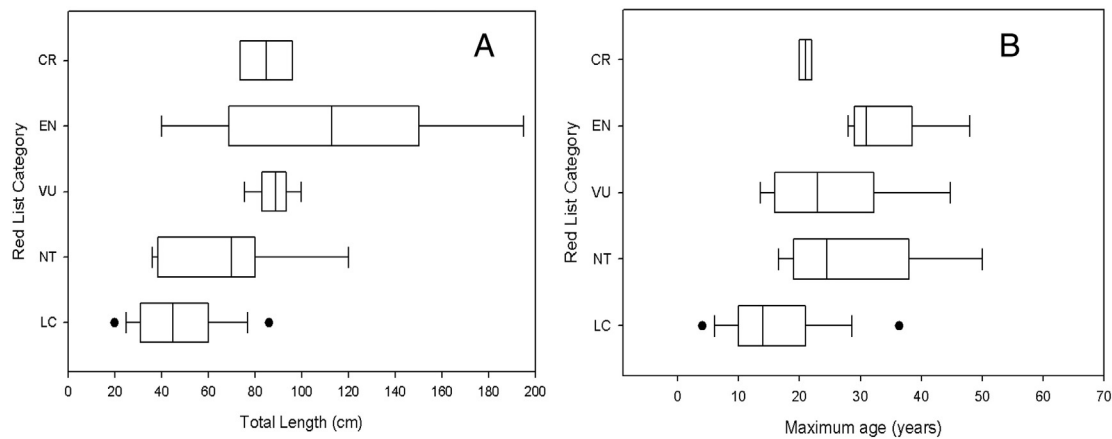 A
Red List Category
CR
EN
VU
NT
LC
0 20 40 60 80 100 120 140 160 180 200
Total Length (cm)
B
Red List Category
CR
EN
VU
NT
LC
0 10 20 30 40 50 60 70
Maximum age (years)